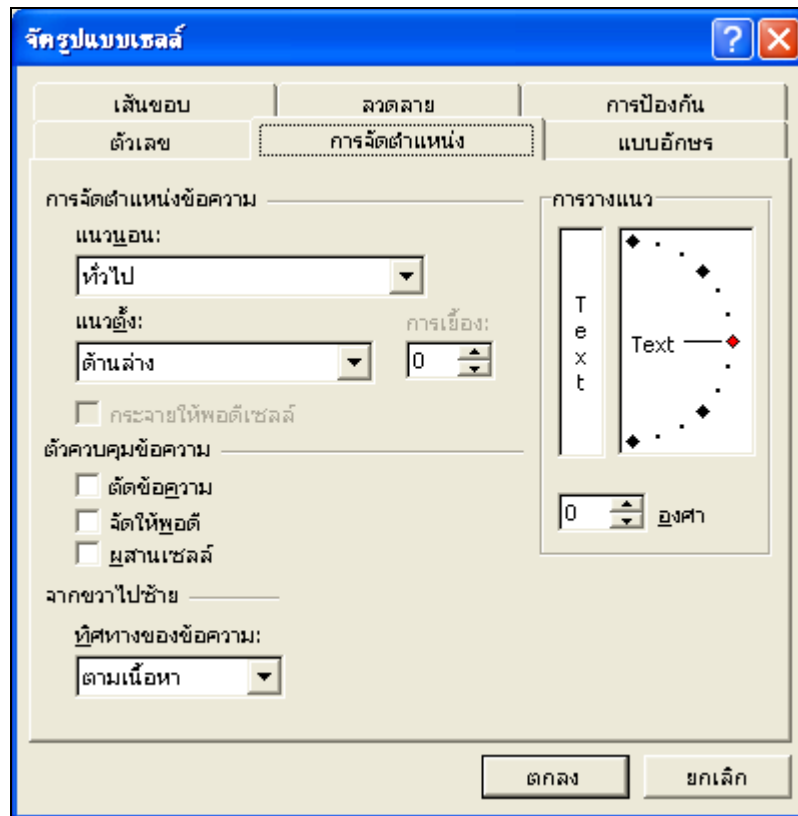 จัดรูปแบบเซลล์
เส้นขอบ ลวดลาย การป้องกัน
ตัวเลข การจัดตำแหน่ง แบบอักษร
การจัดตำแหน่งข้อความ
แนวนอน:
ทั่วไป
แนวตั้ง: การเยื้อง:
ด้านล่าง 0
กระจายให้พอดีเซลล์
ตัวควบคุมข้อความ
ตัดข้อความ
จัดให้พอดี
ผสานเซลล์
จากขวาไปซ้าย
ทิศทางของข้อความ:
ตามเนื้อหา
การวางแนว
Text
Text
0 องศา
ตกลง ยกเลิก